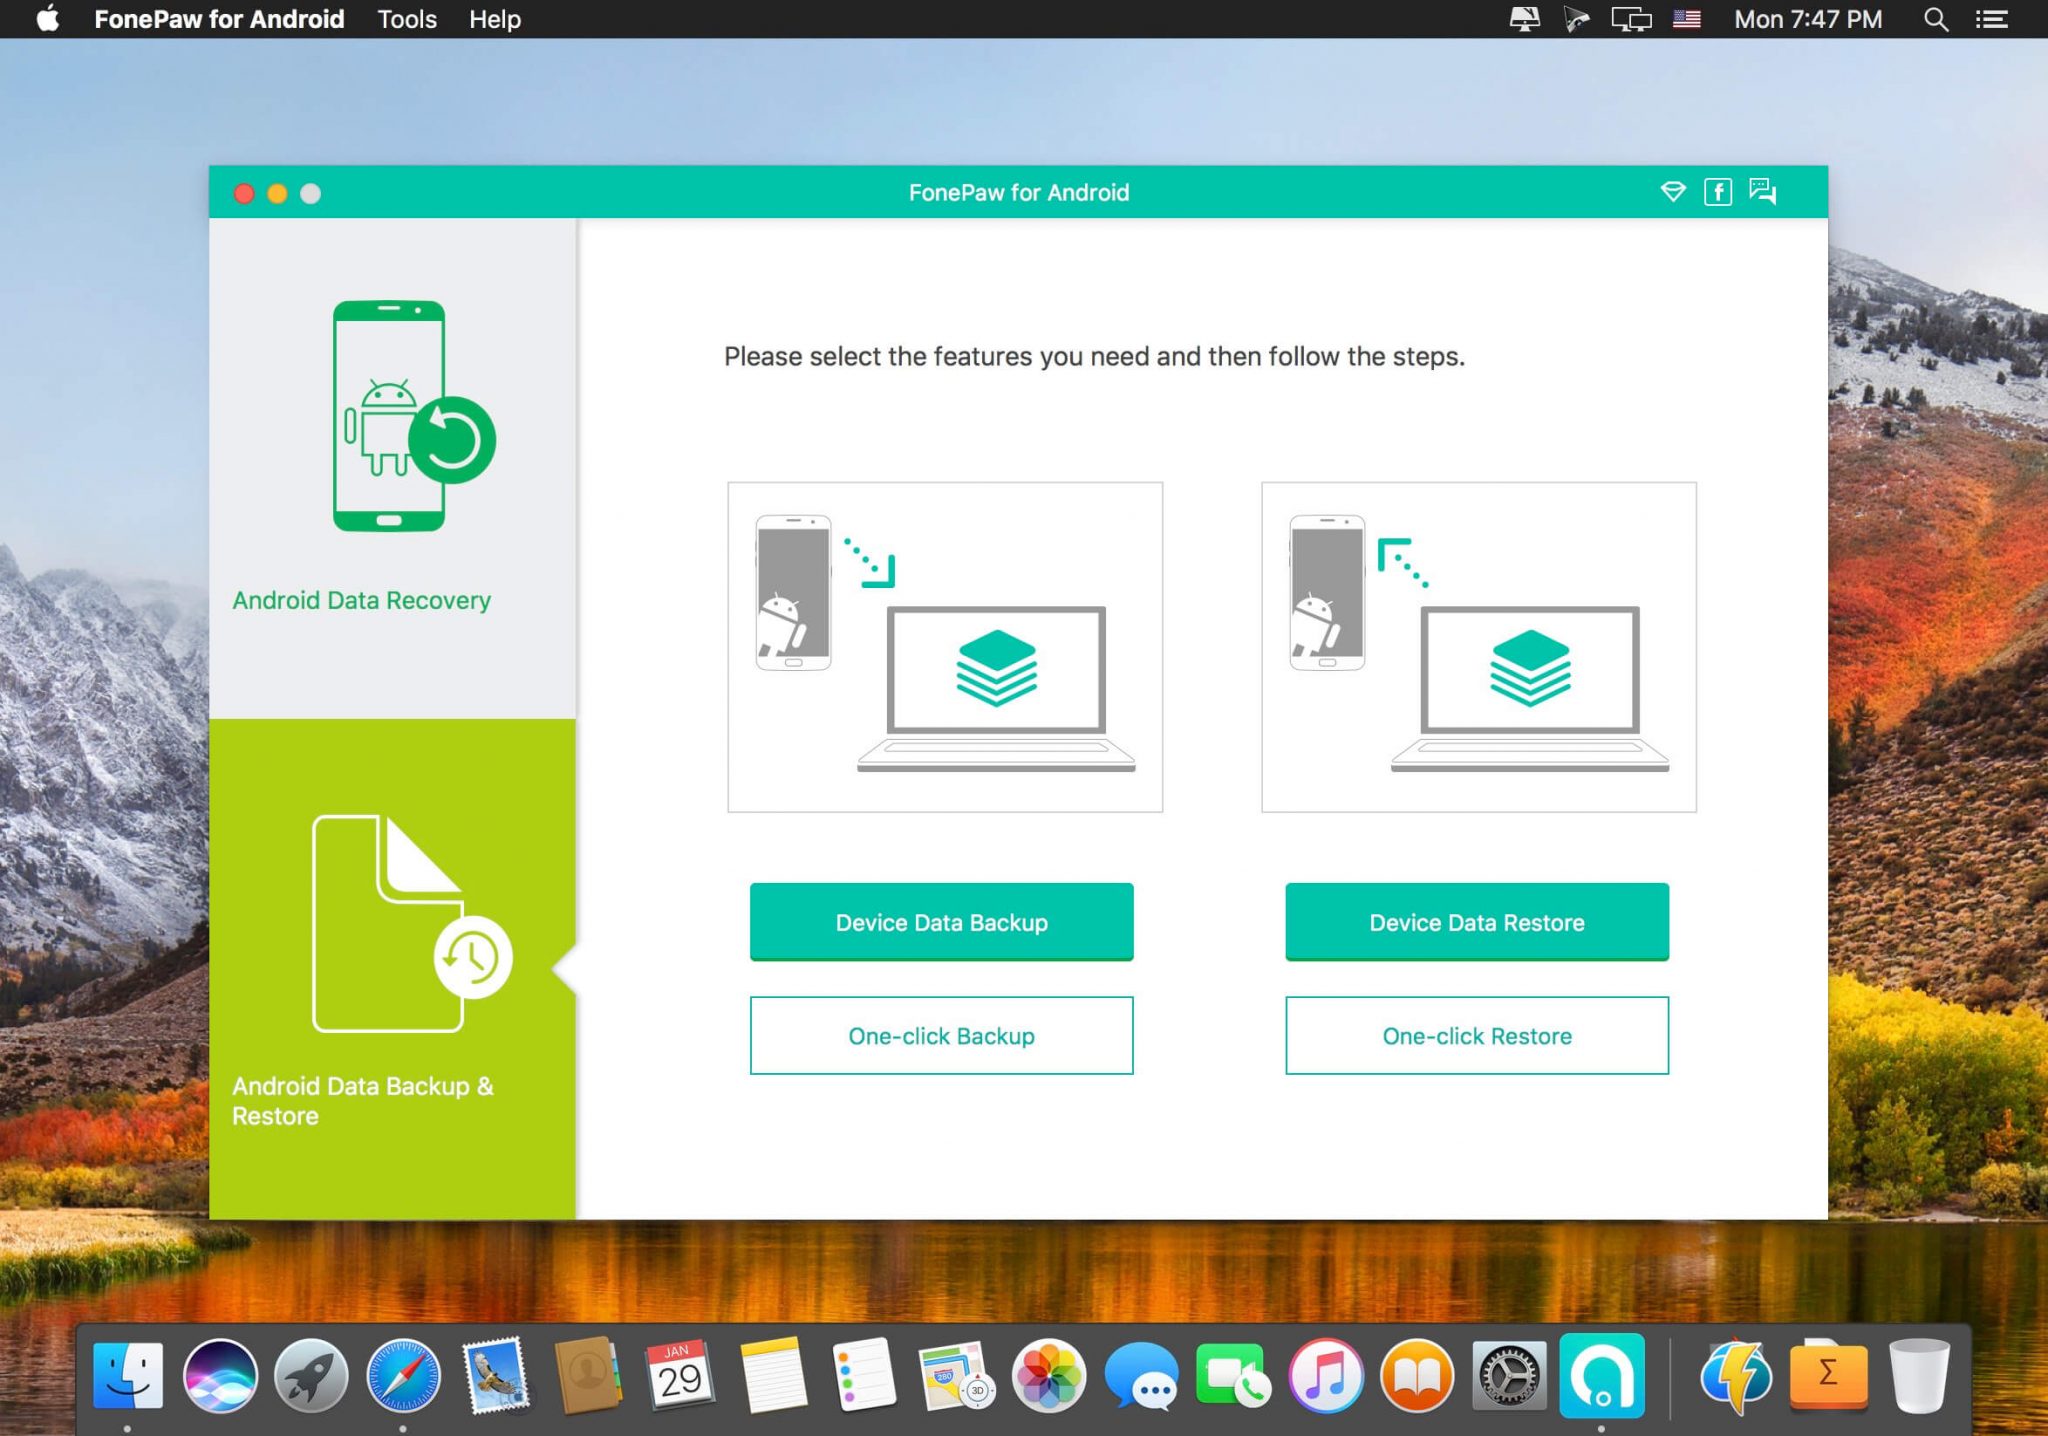 FonePaw for Android Tools Help Mon 7:47 PM
FonePaw for Android
Please select the features you need and then follow the steps.
Android Data Recovery
Device Data Backup
Device Data Restore
One-click Backup
One-click Restore
Android Data Backup &
Restore
JAN
29
280
3D
Σ